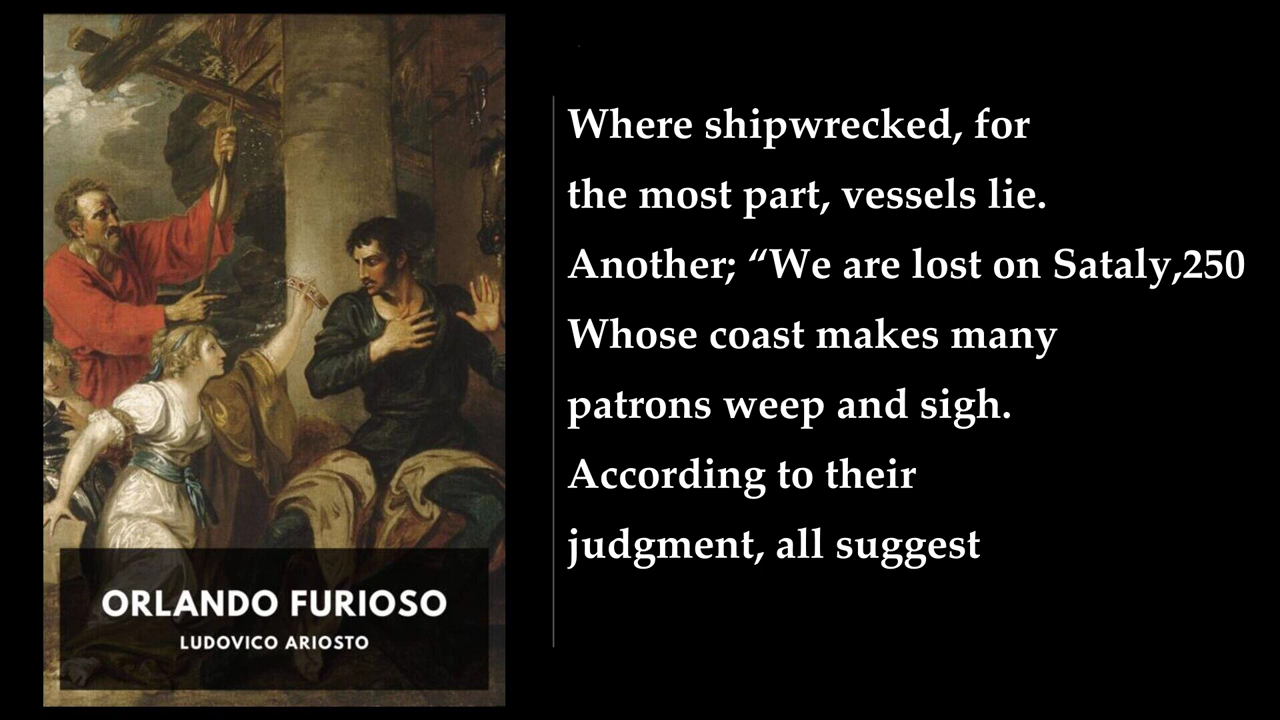 Where shipwrecked, for
the most part, vessels lie.
Another; “We are lost on Sataly,250
Whose coast makes many
patrons weep and sigh.
According to their
judgment, all suggest
ORLANDO FURIOSO
LUDOVICO ARIOSTO